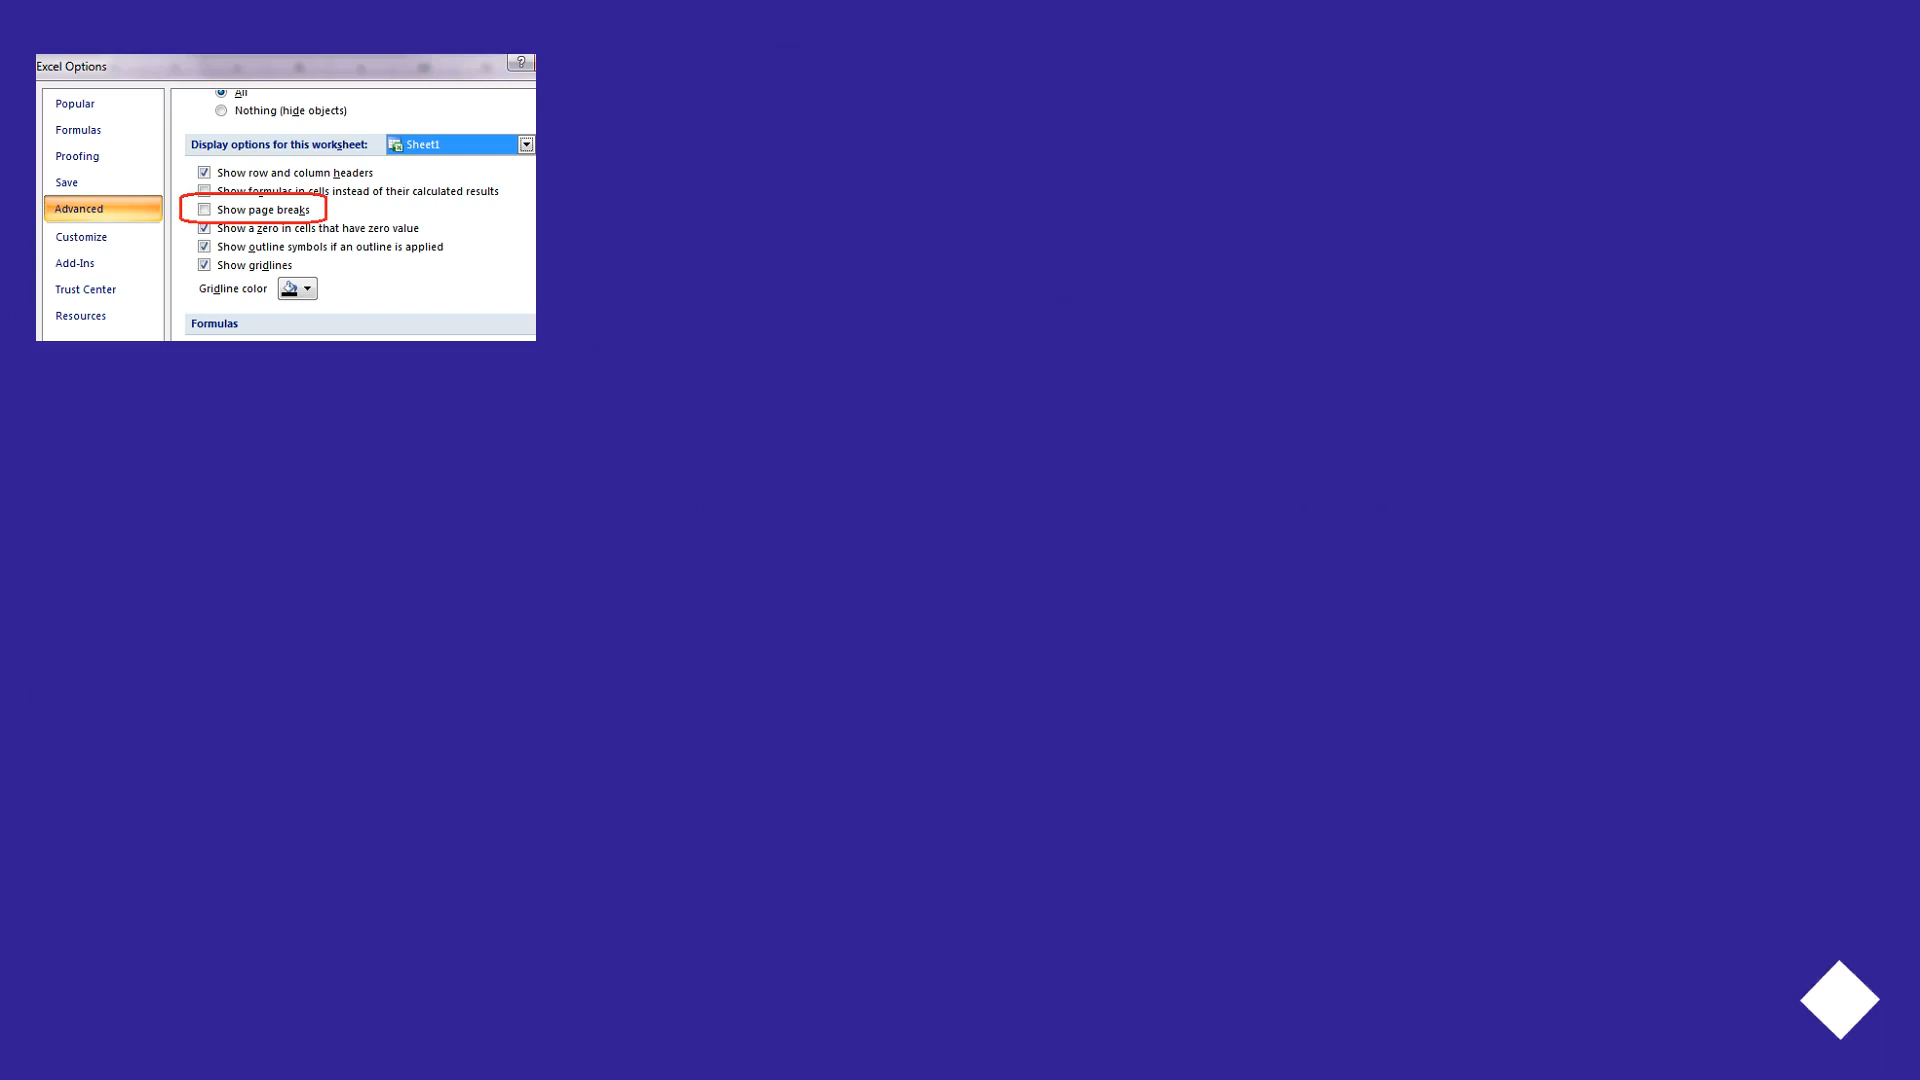 Excel Options
?
Popular
Formulas
Proofing
Save
Advanced
Customize
Add-Ins
Trust Center
Resources
All
Nothing (hide objects)
Display options for this worksheet: Sheet1
Show row and column headers
Show formulas in cells instead of their calculated results
Show page breaks
Show a zero in cells that have zero value
Show outline symbols if an outline is applied
Show gridlines
Gridline color
Formulas